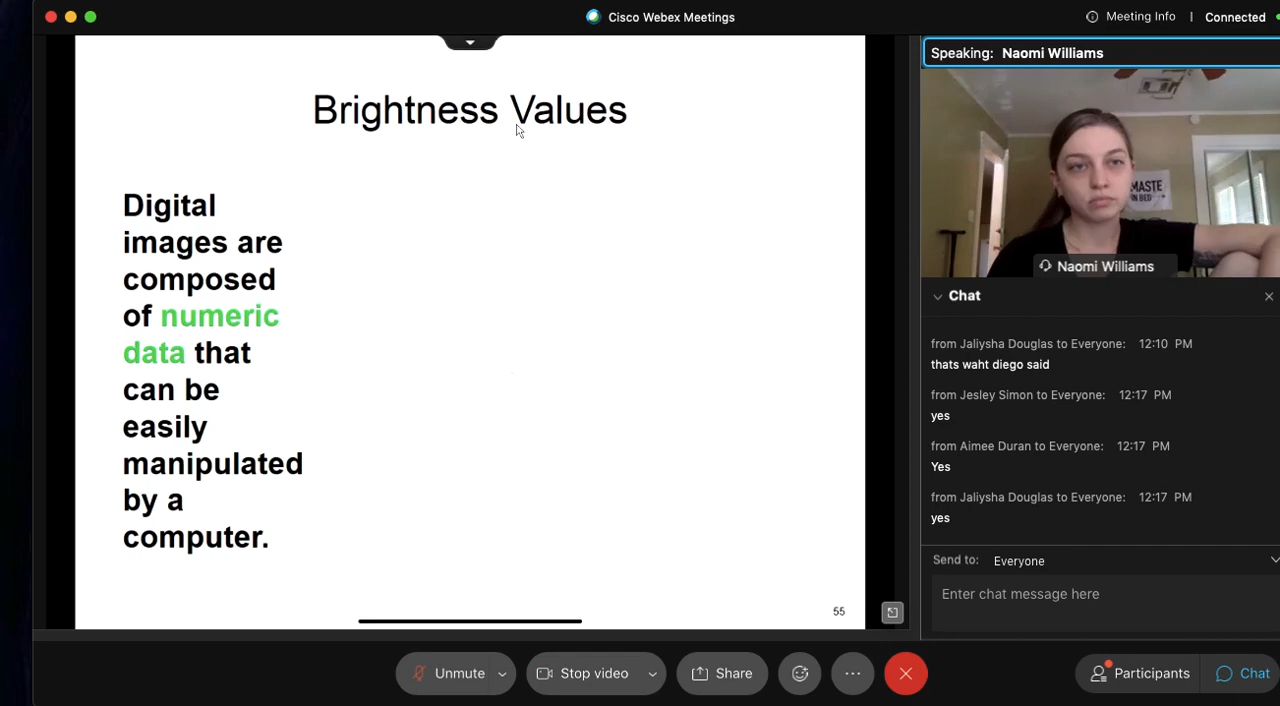 Cisco Webex Meetings
Meeting Info | Connected
Brightness Values
Digital
images are
composed
of numeric
data that
can be
easily
manipulated
by a
computer.
55
Speaking: Naomi Williams
MASTE
IN BED
Naomi Williams
Chat
from Jaliysha Douglas to Everyone: 12:10 PM
thats waht diego said
from Jesley Simon to Everyone: 12:17 PM
yes
from Aimee Duran to Everyone: 12:17 PM
Yes
from Jaliysha Douglas to Everyone: 12:17 PM
yes
Send to: Everyone
Enter chat message here
Unmute
Stop video
Share
Participants
Chat